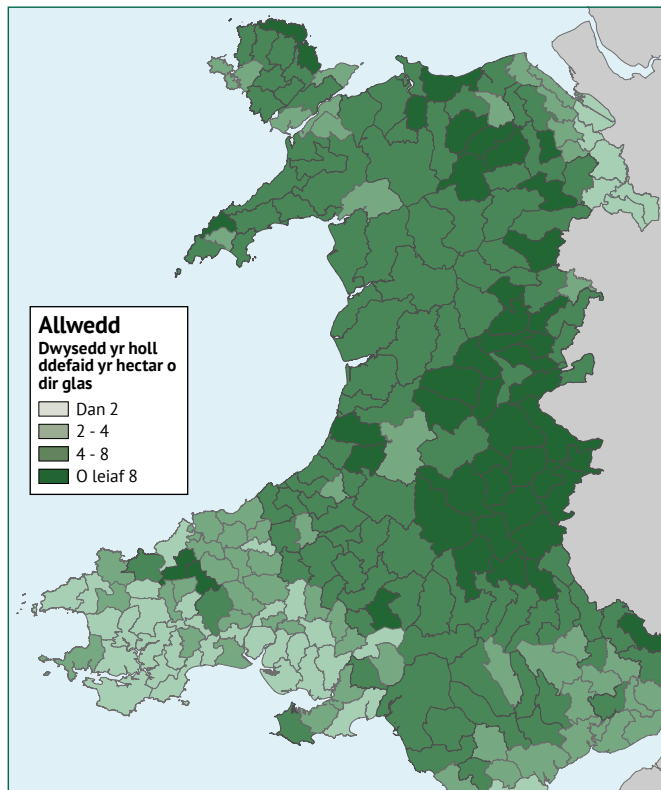 Allwedd
Dwysedd yr holl
ddefaid yr hectar o
dir glas
Dan 2
2 - 4
4 - 8
O leiaf 8